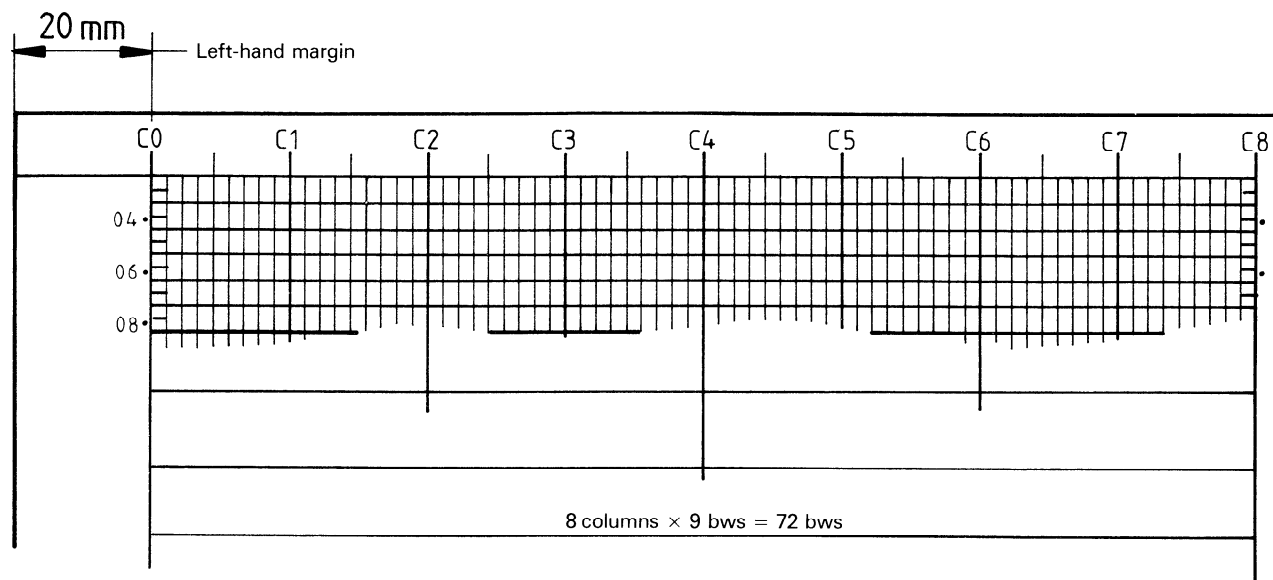 20 mm
Left-hand margin
C0 C1 C2 C3 C4 C5 C6 C7 C8
04
06
08
8 columns × 9 bws = 72 bws